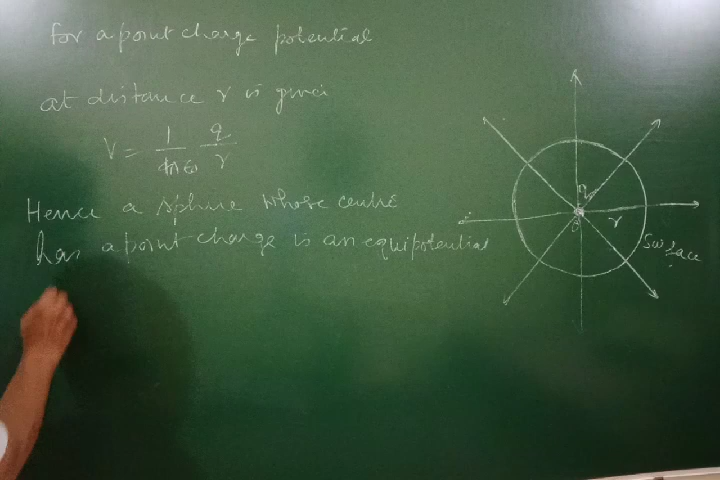 for a point charge potential
at distance r is given
V = 1/4πε₀ q/r
Hence a sphere whose centre
has a point charge is an equipotential
q
r
Surface